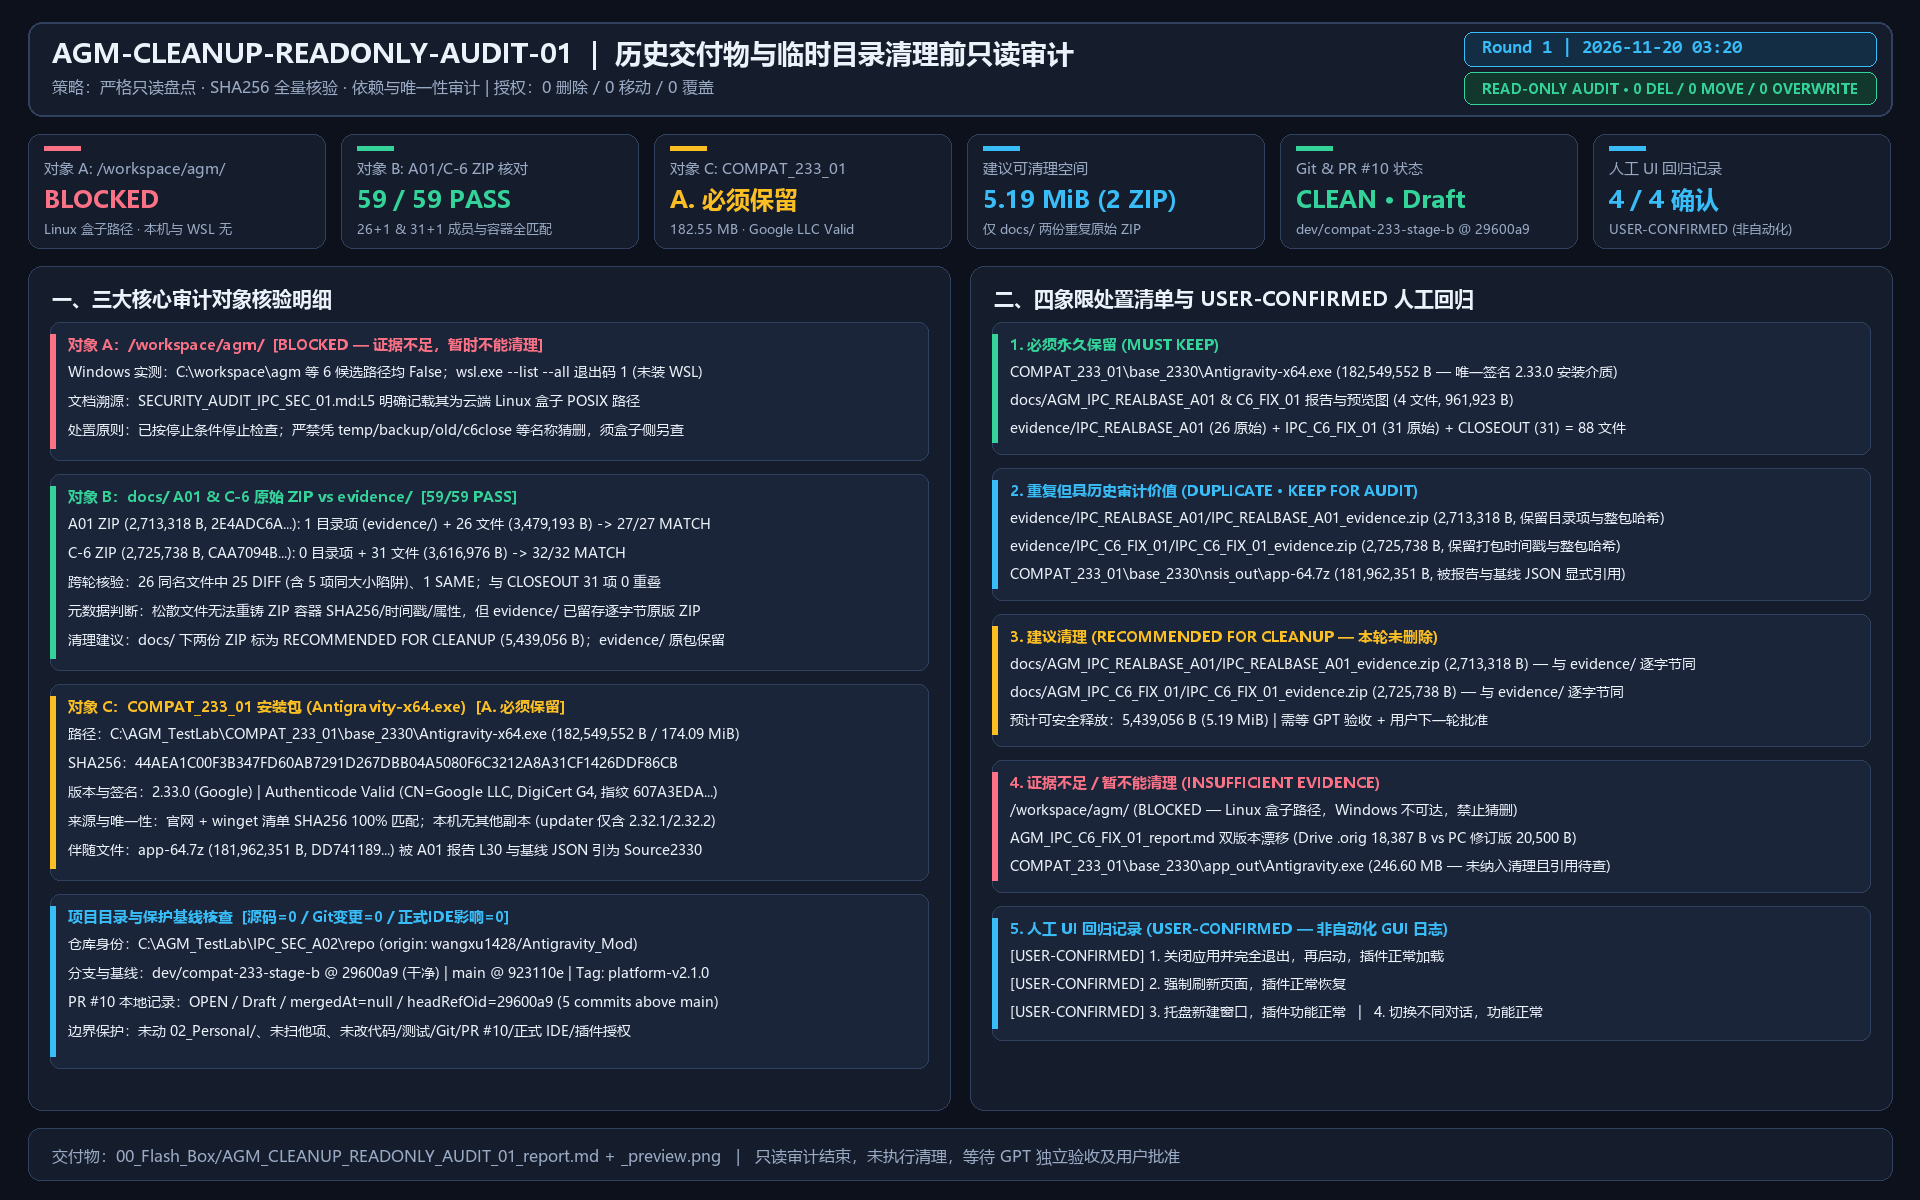 AGM-CLEANUP-READONLY-AUDIT-01 | 历史交付物与临时目录清理前只读审计
策略：严格只读盘点 · SHA256 全量核验 · 依赖与唯一性审计 | 授权：0 删除 / 0 移动 / 0 覆盖
Round 1 | 2026-11-20 03:20
READ-ONLY AUDIT • 0 DEL / 0 MOVE / 0 OVERWRITE
对象 A: /workspace/agm/
BLOCKED
Linux 盒子路径 · 本机与 WSL 无
对象 B: A01/C-6 ZIP 核对
59 / 59 PASS
26+1 & 31+1 成员与容器全匹配
对象 C: COMPAT_233_01
A. 必须保留
182.55 MB · Google LLC Valid
建议可清理空间
5.19 MiB (2 ZIP)
仅 docs/ 两份重复原始 ZIP
Git & PR #10 状态
CLEAN • Draft
dev/compat-233-stage-b @ 29600a9
人工 UI 回归记录
4 / 4 确认
USER-CONFIRMED (非自动化)
一、三大核心审计对象核验明细
对象 A：/workspace/agm/ [BLOCKED — 证据不足，暂时不能清理]
Windows 实测：C:\workspace\agm 等 6 候选路径均 False；wsl.exe --list --all 退出码 1 (未装 WSL)
文档溯源：SECURITY_AUDIT_IPC_SEC_01.md:L5 明确记载其为云端 Linux 盒子 POSIX 路径
处置原则：已按停止条件停止检查；严禁凭 temp/backup/old/c6close 等名称猜删，须盒子侧另查
对象 B：docs/ A01 & C-6 原始 ZIP vs evidence/ [59/59 PASS]
A01 ZIP (2,713,318 B, 2E4ADC6A...): 1 目录项 (evidence/) + 26 文件 (3,479,193 B) -> 27/27 MATCH
C-6 ZIP (2,725,738 B, CAA7094B...): 0 目录项 + 31 文件 (3,616,976 B) -> 32/32 MATCH
跨轮核验：26 同名文件中 25 DIFF (含 5 项同大小陷阱)、1 SAME；与 CLOSEOUT 31 项 0 重叠
元数据判断：松散文件无法重铸 ZIP 容器 SHA256/时间戳/属性，但 evidence/ 已留存逐字节原版 ZIP
清理建议：docs/ 下两份 ZIP 标为 RECOMMENDED FOR CLEANUP (5,439,056 B)；evidence/ 原包保留
对象 C：COMPAT_233_01 安装包 (Antigravity-x64.exe) [A. 必须保留]
路径：C:\AGM_TestLab\COMPAT_233_01\base_2330\Antigravity-x64.exe (182,549,552 B / 174.09 MiB)
SHA256：44AEA1C00F3B347FD60AB7291D267DBB04A5080F6C3212A8A31CF1426DDF86CB
版本与签名：2.33.0 (Google) | Authenticode Valid (CN=Google LLC, DigiCert G4, 指纹 607A3EDA...)
来源与唯一性：官网 + winget 清单 SHA256 100% 匹配；本机无其他副本 (updater 仅含 2.32.1/2.32.2)
伴随文件：app-64.7z (181,962,351 B, DD741189...) 被 A01 报告 L30 与基线 JSON 引为 Source2330
项目目录与保护基线核查 [源码=0 / Git变更=0 / 正式IDE影响=0]
仓库身份：C:\AGM_TestLab\IPC_SEC_A02\repo (origin: wangxu1428/Antigravity_Mod)
分支与基线：dev/compat-233-stage-b @ 29600a9 (干净) | main @ 923110e | Tag: platform-v2.1.0
PR #10 本地记录：OPEN / Draft / mergedAt=null / headRefOid=29600a9 (5 commits above main)
边界保护：未动 02_Personal/、未扫他项、未改代码/测试/Git/PR #10/正式 IDE/插件授权
二、四象限处置清单与 USER-CONFIRMED 人工回归
1. 必须永久保留 (MUST KEEP)
COMPAT_233_01\base_2330\Antigravity-x64.exe (182,549,552 B — 唯一签名 2.33.0 安装介质)
docs/AGM_IPC_REALBASE_A01 & C6_FIX_01 报告与预览图 (4 文件, 961,923 B)
evidence/IPC_REALBASE_A01 (26 原始) + IPC_C6_FIX_01 (31 原始) + CLOSEOUT (31) = 88 文件
2. 重复但具历史审计价值 (DUPLICATE • KEEP FOR AUDIT)
evidence/IPC_REALBASE_A01/IPC_REALBASE_A01_evidence.zip (2,713,318 B, 保留目录项与整包哈希)
evidence/IPC_C6_FIX_01/IPC_C6_FIX_01_evidence.zip (2,725,738 B, 保留打包时间戳与整包哈希)
COMPAT_233_01\base_2330\nsis_out\app-64.7z (181,962,351 B, 被报告与基线 JSON 显式引用)
3. 建议清理 (RECOMMENDED FOR CLEANUP — 本轮未删除)
docs/AGM_IPC_REALBASE_A01/IPC_REALBASE_A01_evidence.zip (2,713,318 B) — 与 evidence/ 逐字节同
docs/AGM_IPC_C6_FIX_01/IPC_C6_FIX_01_evidence.zip (2,725,738 B) — 与 evidence/ 逐字节同
预计可安全释放：5,439,056 B (5.19 MiB) | 需等 GPT 验收 + 用户下一轮批准
4. 证据不足 / 暂不能清理 (INSUFFICIENT EVIDENCE)
/workspace/agm/ (BLOCKED — Linux 盒子路径，Windows 不可达，禁止猜删)
AGM_IPC_C6_FIX_01_report.md 双版本漂移 (Drive .orig 18,387 B vs PC 修订版 20,500 B)
COMPAT_233_01\base_2330\app_out\Antigravity.exe (246.60 MB — 未纳入清理且引用待查)
5. 人工 UI 回归记录 (USER-CONFIRMED — 非自动化 GUI 日志)
[USER-CONFIRMED] 1. 关闭应用并完全退出，再启动，插件正常加载
[USER-CONFIRMED] 2. 强制刷新页面，插件正常恢复
[USER-CONFIRMED] 3. 托盘新建窗口，插件功能正常 | 4. 切换不同对话，功能正常
交付物：00_Flash_Box/AGM_CLEANUP_READONLY_AUDIT_01_report.md + _preview.png | 只读审计结束，未执行清理，等待 GPT 独立验收及用户批准